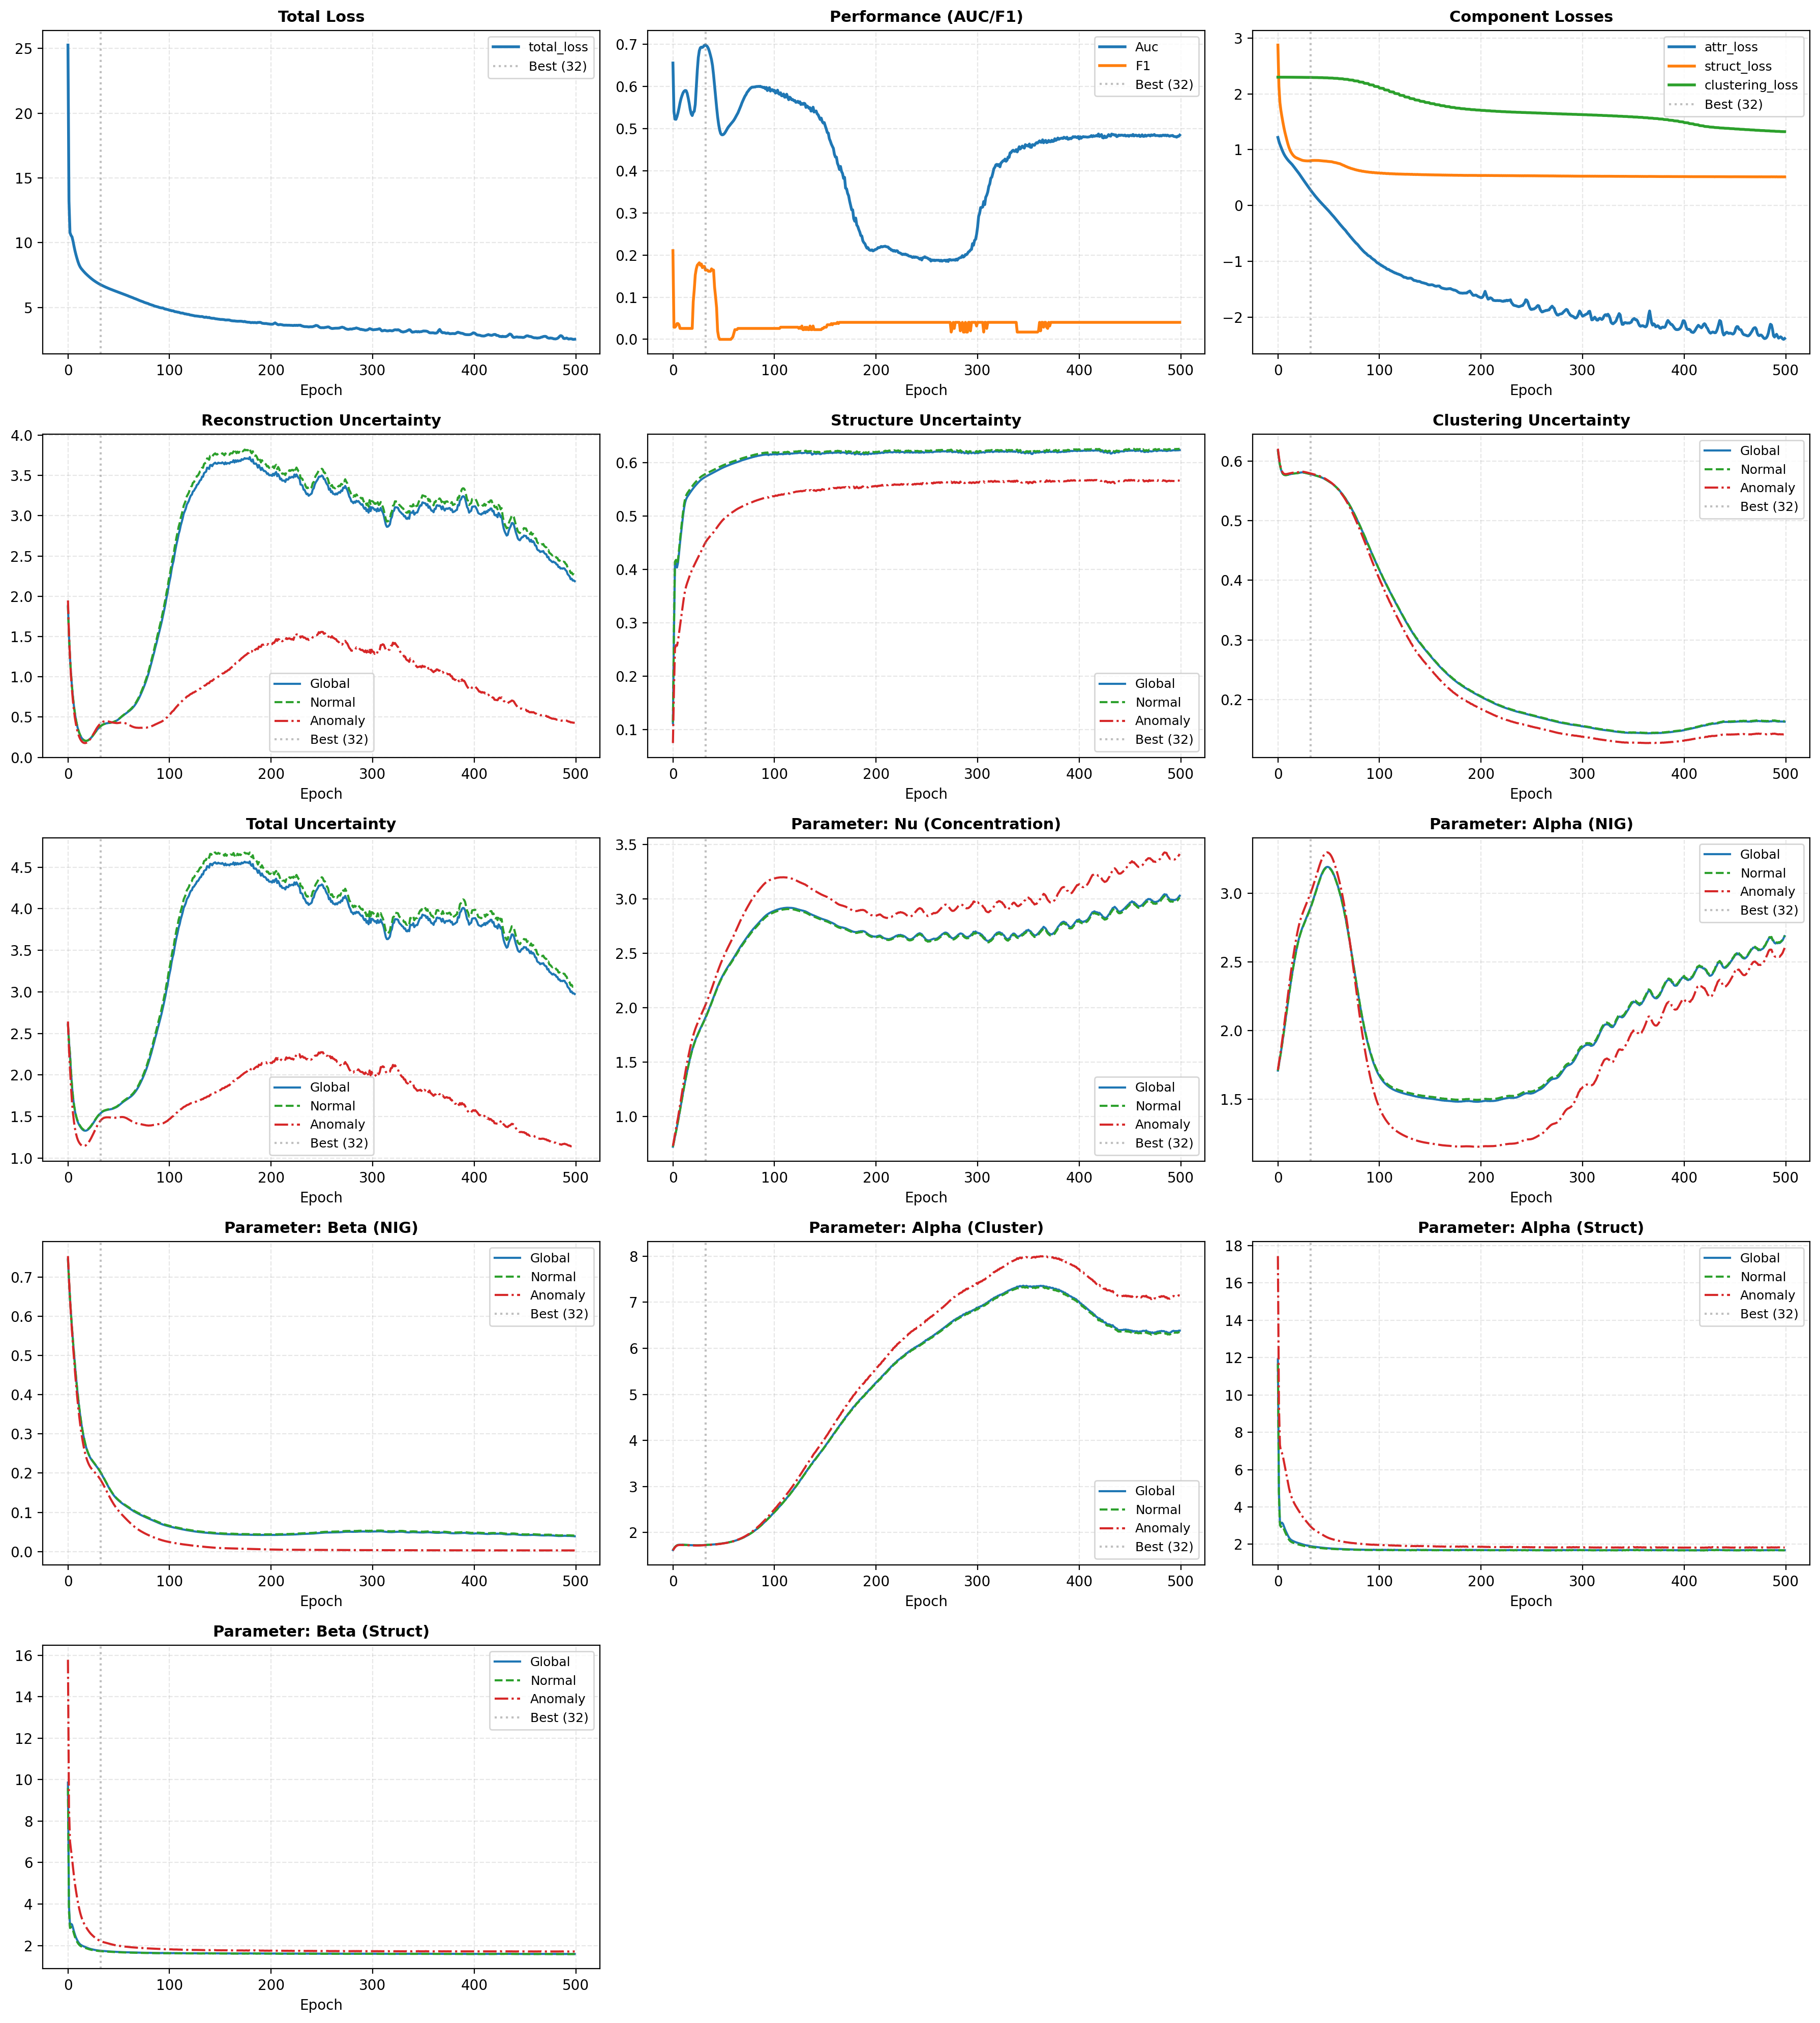 Total Loss
25
20
15
10
5
total_loss
Best (32)
0 100 200 300 400 500
Epoch
Performance (AUC/F1)
0.7
0.6
0.5
0.4
0.3
0.2
0.1
0.0
Auc
F1
Best (32)
0 100 200 300 400 500
Epoch
Component Losses
3
2
1
0
−1
−2
attr_loss
struct_loss
clustering_loss
Best (32)
0 100 200 300 400 500
Epoch
Reconstruction Uncertainty
4.0
3.5
3.0
2.5
2.0
1.5
1.0
0.5
0.0
Global
Normal
Anomaly
Best (32)
0 100 200 300 400 500
Epoch
Structure Uncertainty
0.6
0.5
0.4
0.3
0.2
0.1
Global
Normal
Anomaly
Best (32)
0 100 200 300 400 500
Epoch
Clustering Uncertainty
0.6
0.5
0.4
0.3
0.2
Global
Normal
Anomaly
Best (32)
0 100 200 300 400 500
Epoch
Total Uncertainty
4.5
4.0
3.5
3.0
2.5
2.0
1.5
1.0
Global
Normal
Anomaly
Best (32)
0 100 200 300 400 500
Epoch
Parameter: Nu (Concentration)
3.5
3.0
2.5
2.0
1.5
1.0
Global
Normal
Anomaly
Best (32)
0 100 200 300 400 500
Epoch
Parameter: Alpha (NIG)
3.0
2.5
2.0
1.5
Global
Normal
Anomaly
Best (32)
0 100 200 300 400 500
Epoch
Parameter: Beta (NIG)
0.7
0.6
0.5
0.4
0.3
0.2
0.1
0.0
Global
Normal
Anomaly
Best (32)
0 100 200 300 400 500
Epoch
Parameter: Alpha (Cluster)
8
7
6
5
4
3
2
Global
Normal
Anomaly
Best (32)
0 100 200 300 400 500
Epoch
Parameter: Alpha (Struct)
18
16
14
12
10
8
6
4
2
Global
Normal
Anomaly
Best (32)
0 100 200 300 400 500
Epoch
Parameter: Beta (Struct)
16
14
12
10
8
6
4
2
Global
Normal
Anomaly
Best (32)
0 100 200 300 400 500
Epoch